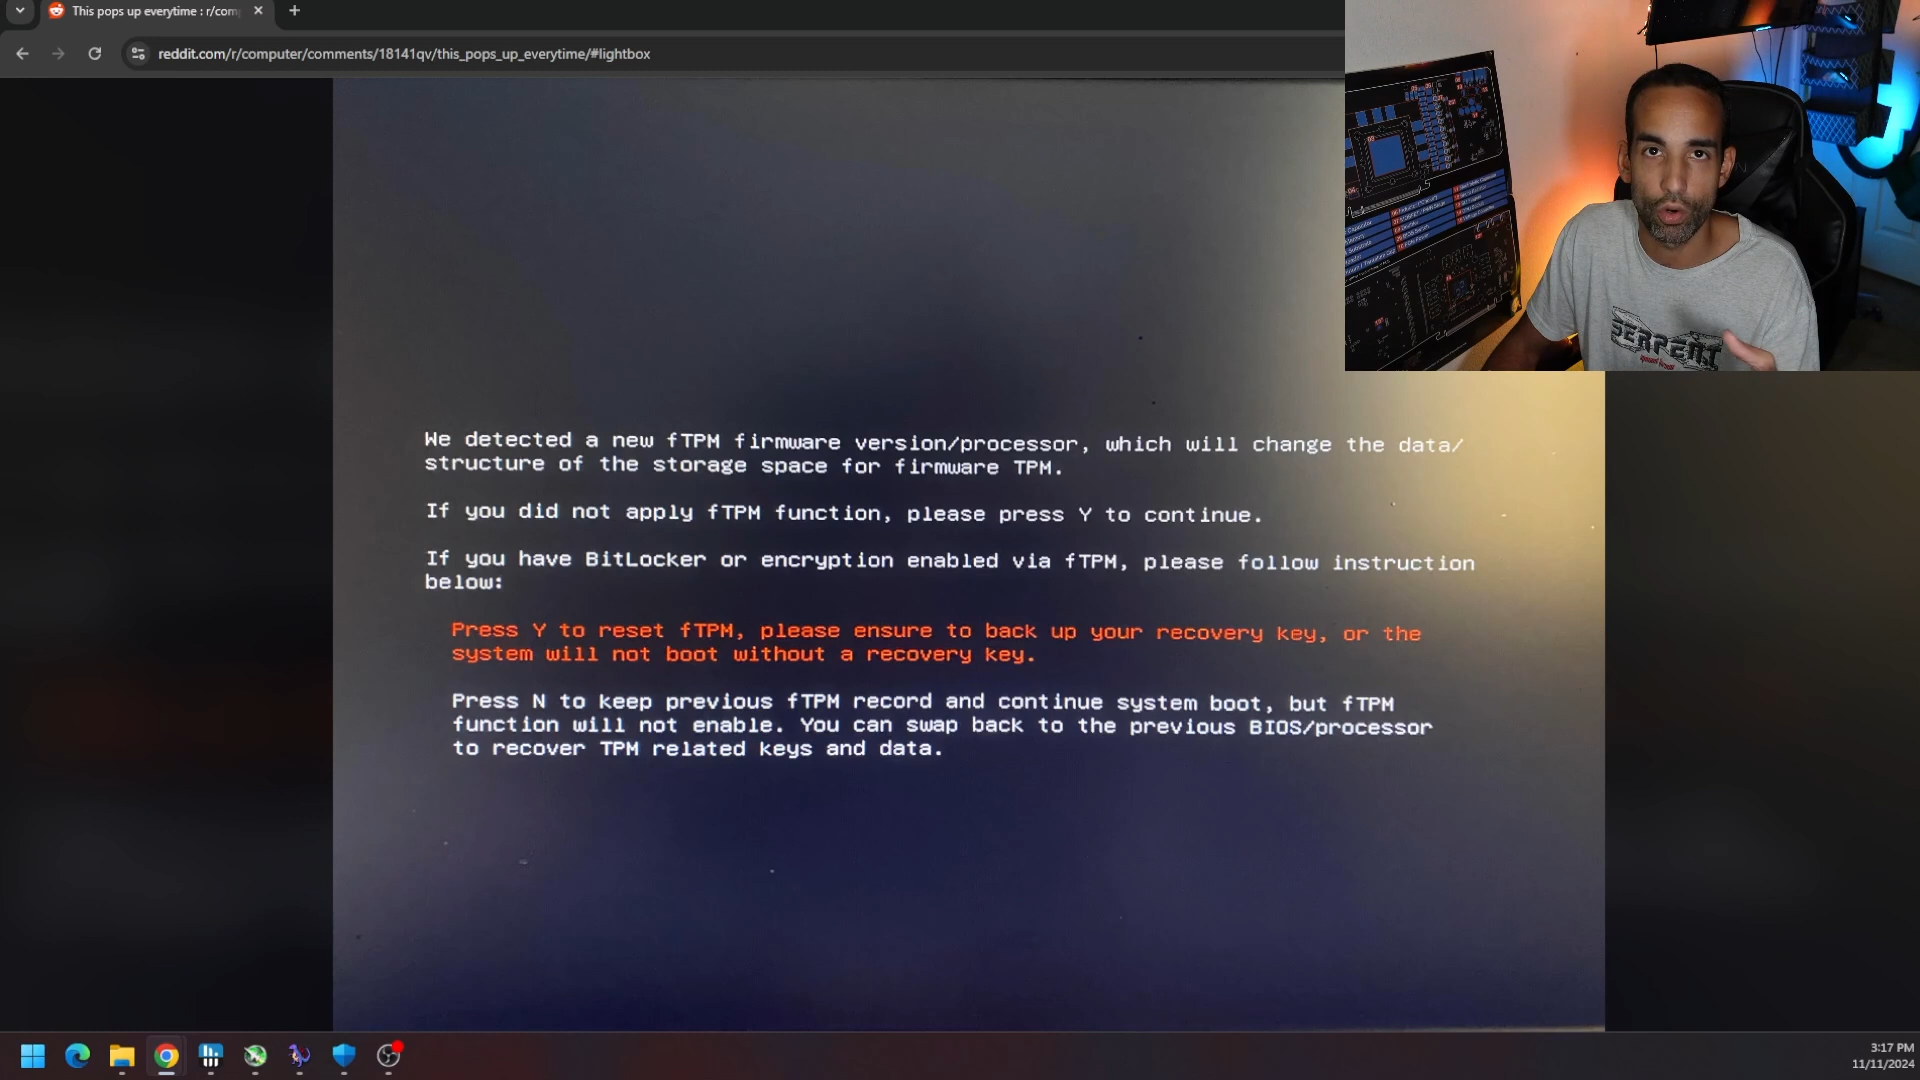 This pops up everytime : r/com
reddit.com/r/computer/comments/18141qv/this_pops_up_everytime/#lightbox
We detected a new fTPM firmware version/processor, which will change the data/
structure of the storage space for firmware TPM.
If you did not apply fTPM function, please press Y to continue.
If you have BitLocker or encryption enabled via fTPM, please follow instruction
below:
Press Y to reset fTPM, please ensure to back up your recovery key, or the
system will not boot without a recovery key.
Press N to keep previous fTPM record and continue system boot, but fTPM
function will not enable. You can swap back to the previous BIOS/processor
to recover TPM related keys and data.
SERPENT
3:17 PM
11/11/2024